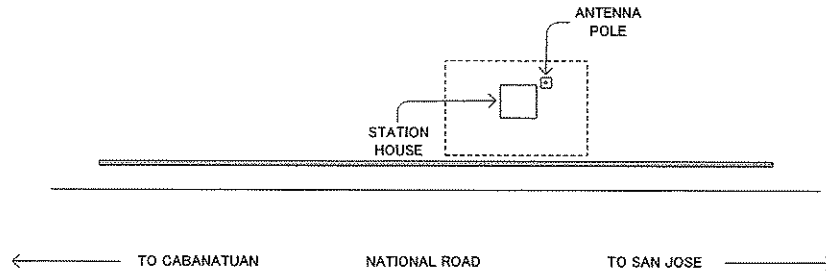 ANTENNA
POLE
STATION
HOUSE
TO CABANATUAN
NATIONAL ROAD
TO SAN JOSE